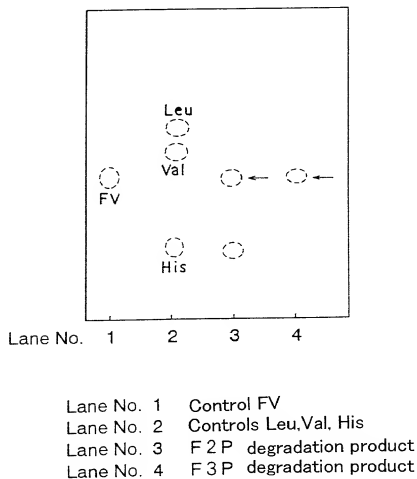 Leu
Val
FV
His
Lane No. 1 2 3 4
Lane No. 1 Control FV
Lane No. 2 Controls Leu,Val, His
Lane No. 3 F2P degradation product
Lane No. 4 F3P degradation product